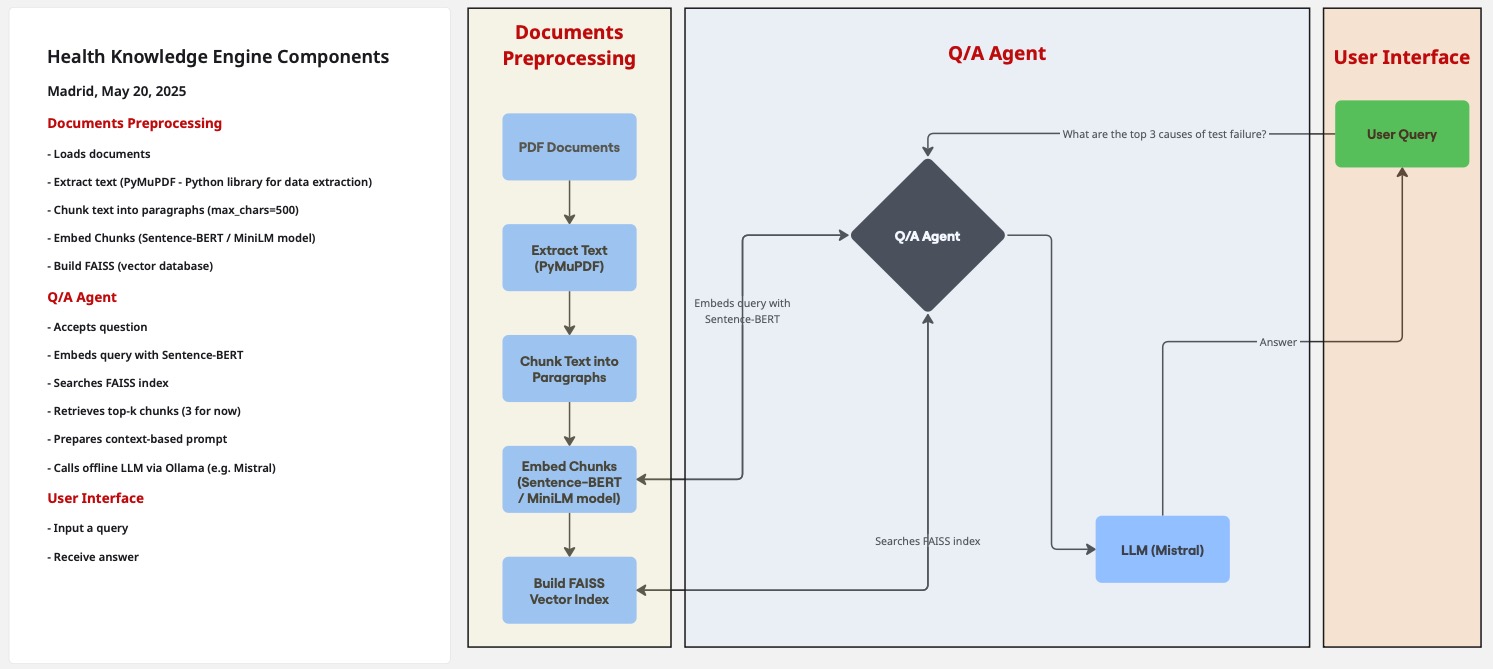 Health Knowledge Engine Components
Madrid, May 20, 2025
Documents Preprocessing
- Loads documents
- Extract text (PyMuPDF - Python library for data extraction)
- Chunk text into paragraphs (max_chars=500)
- Embed Chunks (Sentence-BERT / MiniLM model)
- Build FAISS (vector database)
Q/A Agent
- Accepts question
- Embeds query with Sentence-BERT
- Searches FAISS index
- Retrieves top-k chunks (3 for now)
- Prepares context-based prompt
- Calls offline LLM via Ollama (e.g. Mistral)
User Interface
- Input a query
- Receive answer
Documents
Preprocessing
PDF Documents
Extract Text
(PyMuPDF)
Chunk Text into
Paragraphs
Embed Chunks
(Sentence-BERT
/ MiniLM model)
Build FAISS
Vector Index
Q/A Agent
What are the top 3 causes of test failure?
Q/A Agent
Embeds query with
Sentence-BERT
Searches FAISS index
LLM (Mistral)
Answer
User Interface
User Query